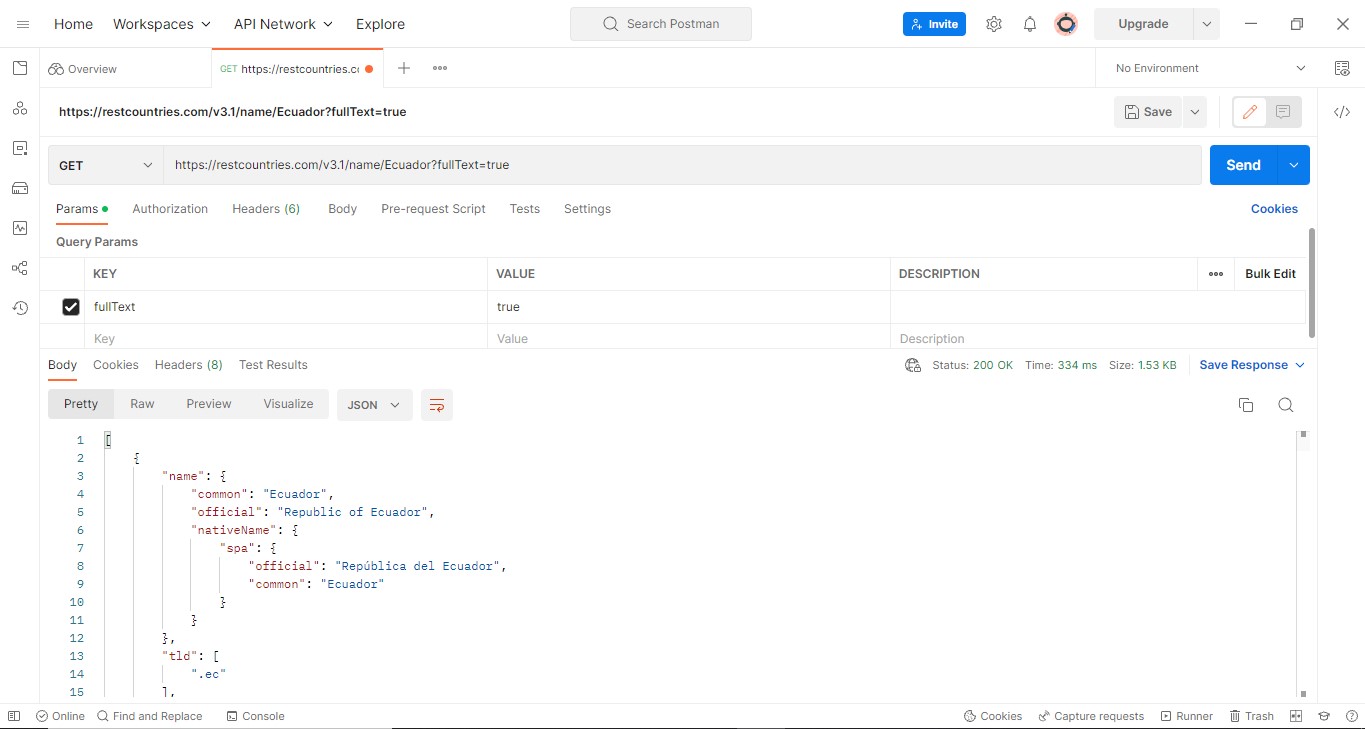 Home Workspaces API Network Explore Search Postman Invite Upgrade
Overview GET https://restcountries.c No Environment
https://restcountries.com/v3.1/name/Ecuador?fullText=true Save
GET https://restcountries.com/v3.1/name/Ecuador?fullText=true Send
Params Authorization Headers (6) Body Pre-request Script Tests Settings Cookies
Query Params
KEY VALUE DESCRIPTION Bulk Edit
fullText true
Key Value Description
Body Cookies Headers (8) Test Results Status: 200 OK Time: 334 ms Size: 1.53 KB Save Response
Pretty Raw Preview Visualize JSON
1 [
2 {
3 "name": {
4 "common": "Ecuador",
5 "official": "Republic of Ecuador",
6 "nativeName": {
7 "spa": {
8 "official": "República del Ecuador",
9 "common": "Ecuador"
10 }
11 }
12 },
13 "tld": [
14 ".ec"
15 ],
Online Find and Replace Console Cookies Capture requests Runner Trash